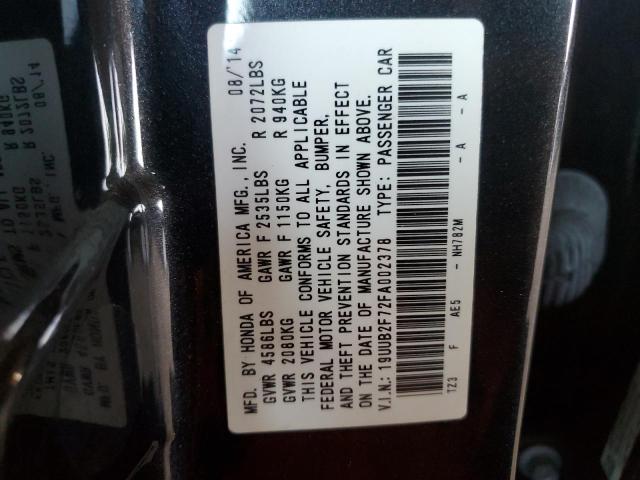 MFD. BY HONDA OF AMERICA MFG., INC. 08/'14
GVWR 4586LBS GAWR F 2535LBS R 2072LBS
GVWR 2080KG GAWR F 1150KG R 940KG
THIS VEHICLE CONFORMS TO ALL APPLICABLE
FEDERAL MOTOR VEHICLE SAFETY, BUMPER,
AND THEFT PREVENTION STANDARDS IN EFFECT
ON THE DATE OF MANUFACTURE SHOWN ABOVE.
V.I.N.: 19UUB2F72FA002378 TYPE: PASSENGER CAR
TZ3 F AE5 - NH782M - A - A